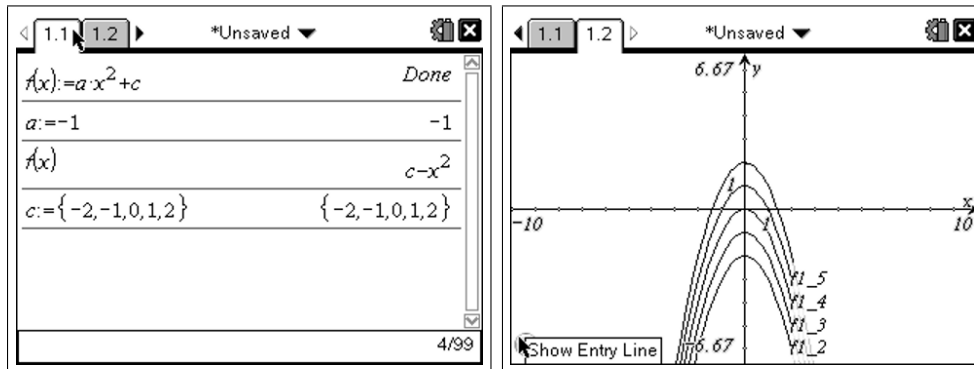 1.1 1.2 *Unsaved
f(x):=a·x²+c Done
a:=-1 -1
f(x) c-x²
c:={-2,-1,0,1,2} {-2,-1,0,1,2}
4/99
1.1 1.2 *Unsaved
6.67 y
1
x
-10 1 10
f1_5
f1_4
f1_3
Show Entry Line -6.67 f1_2